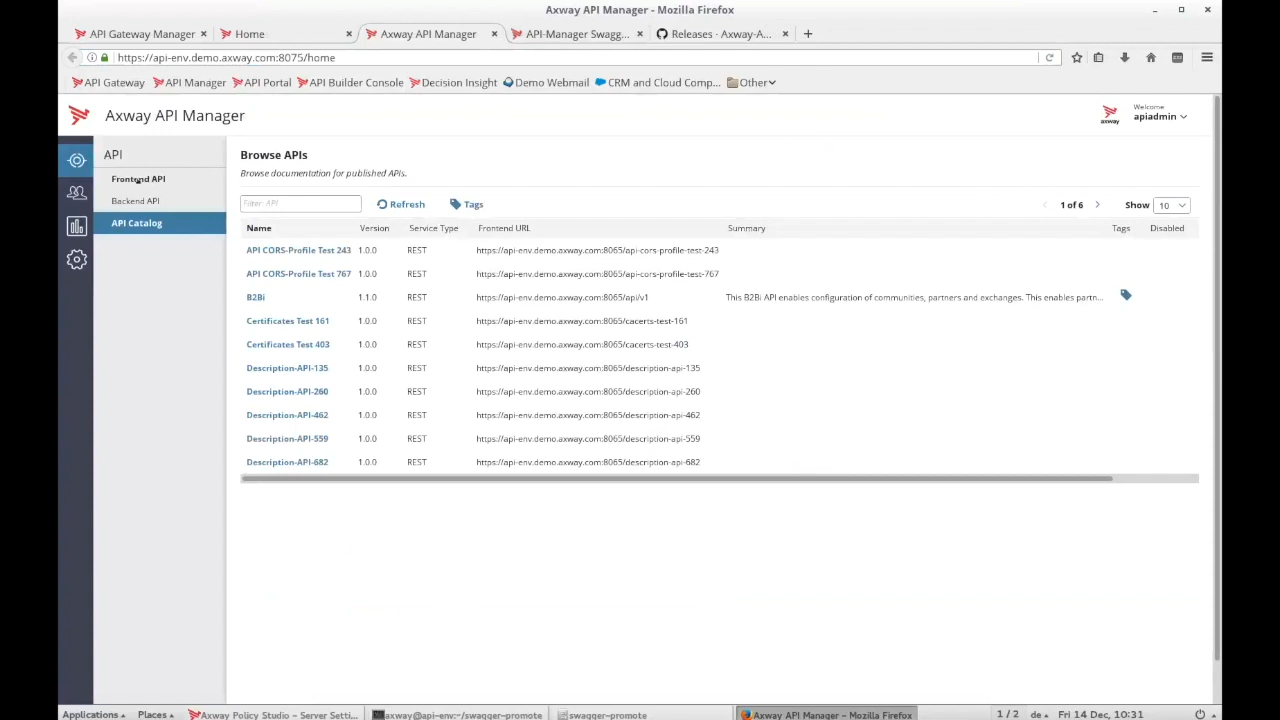 Axway API Manager - Mozilla Firefox
API Gateway Manager
Home
Axway API Manager
API-Manager Swagg...
Releases · Axway-A...
https://api-env.demo.axway.com:8075/home
API Gateway
API Manager
API Portal
API Builder Console
Decision Insight
Demo Webmail
CRM and Cloud Comp...
Other
Axway API Manager
axway
Welcome
apiadmin
API
Frontend API
Backend API
API Catalog
Browse APIs
Browse documentation for published APIs.
Filter: API
Refresh
Tags
1 of 6
Show
10
Name Version Service Type Frontend URL Summary Tags Disabled
API CORS-Profile Test 243 1.0.0 REST https://api-env.demo.axway.com:8065/api-cors-profile-test-243
API CORS-Profile Test 767 1.0.0 REST https://api-env.demo.axway.com:8065/api-cors-profile-test-767
B2Bi 1.1.0 REST https://api-env.demo.axway.com:8065/api/v1 This B2Bi API enables configuration of communities, partners and exchanges. This enables partn...
Certificates Test 161 1.0.0 REST https://api-env.demo.axway.com:8065/cacerts-test-161
Certificates Test 403 1.0.0 REST https://api-env.demo.axway.com:8065/cacerts-test-403
Description-API-135 1.0.0 REST https://api-env.demo.axway.com:8065/description-api-135
Description-API-260 1.0.0 REST https://api-env.demo.axway.com:8065/description-api-260
Description-API-462 1.0.0 REST https://api-env.demo.axway.com:8065/description-api-462
Description-API-559 1.0.0 REST https://api-env.demo.axway.com:8065/description-api-559
Description-API-682 1.0.0 REST https://api-env.demo.axway.com:8065/description-api-682
Applications
Places
Axway Policy Studio - Server Setti...
axway@api-env:~/swagger-promote
swagger-promote
Axway API Manager - Mozilla Firefox
1 / 2
de
Fri 14 Dec, 10:31